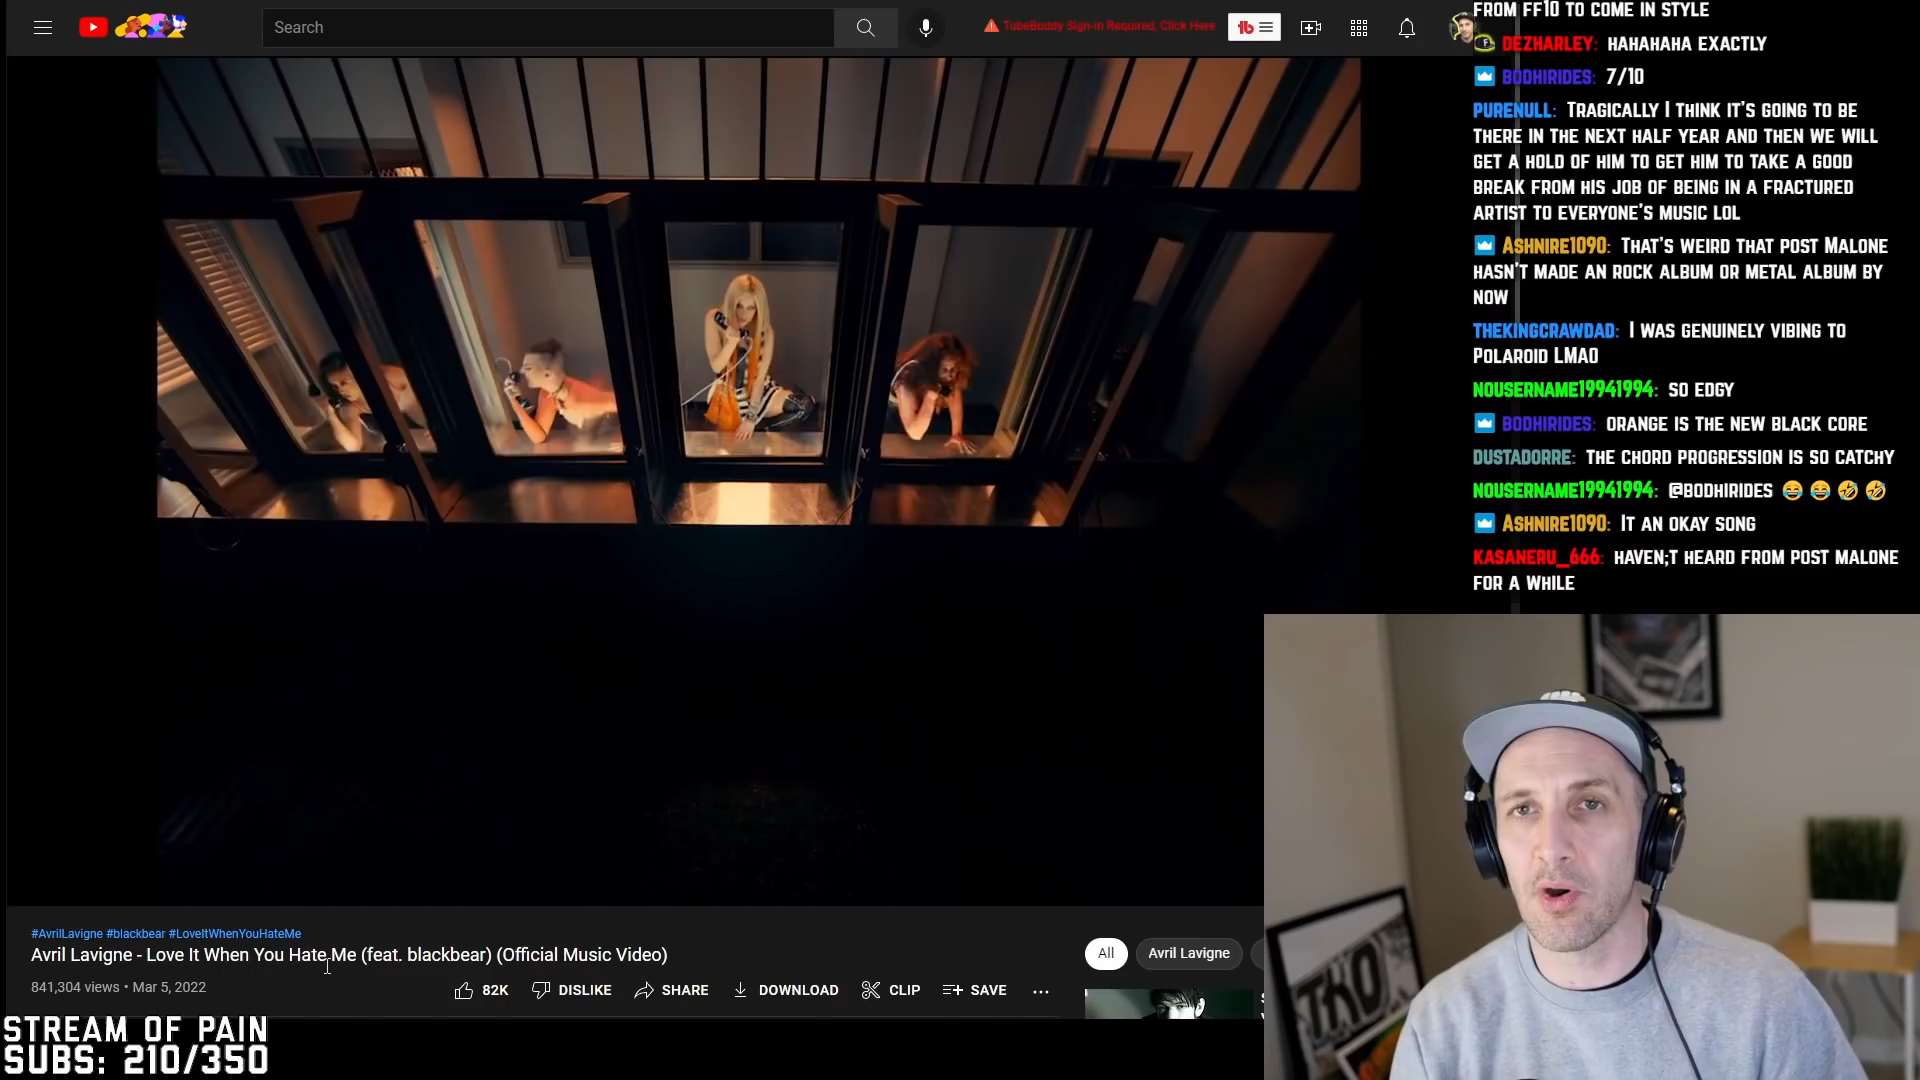 Search
TubeBuddy Sign-in Required, Click Here
FROM FF10 TO COME IN STYLE
DEZHARLEY: HAHAHAHA EXACTLY
BODHIRIDES: 7/10
PURENULL: TRAGICALLY I THINK IT'S GOING TO BE
THERE IN THE NEXT HALF YEAR AND THEN WE WILL
GET A HOLD OF HIM TO GET HIM TO TAKE A GOOD
BREAK FROM HIS JOB OF BEING IN A FRACTURED
ARTIST TO EVERYONE'S MUSIC LOL
ASHNIRE1090: THAT'S WEIRD THAT POST MALONE
HASN'T MADE AN ROCK ALBUM OR METAL ALBUM BY
NOW
THEKINGCRAWDAD: I WAS GENUINELY VIBING TO
POLAROID LMAO
NOUSERNAME19941994: SO EDGY
BODHIRIDES: ORANGE IS THE NEW BLACK CORE
DUSTADORRE: THE CHORD PROGRESSION IS SO CATCHY
NOUSERNAME19941994: @BODHIRIDES 😂 😂 🤣 🤣
ASHNIRE1090: IT AN OKAY SONG
KASANERU_666: HAVEN;T HEARD FROM POST MALONE
FOR A WHILE
#AvrilLavigne #blackbear #LoveItWhenYouHateMe
Avril Lavigne - Love It When You Hate Me (feat. blackbear) (Official Music Video)
841,304 views • Mar 5, 2022
82K DISLIKE SHARE DOWNLOAD CLIP SAVE ...
All Avril Lavigne
TKO
STREAM OF PAIN
SUBS: 210/350